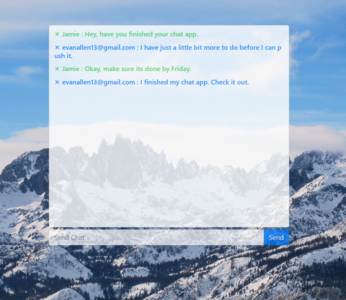 × Jamie : Hey, have you finished your chat app.
× evanallen13@gmail.com : I have just a little bit more to do before I can p
ush it.
× Jamie : Okay, make sure its done by Friday.
× evanallen13@gmail.com : I finished my chat app. Check it out.
Send Chat
Send